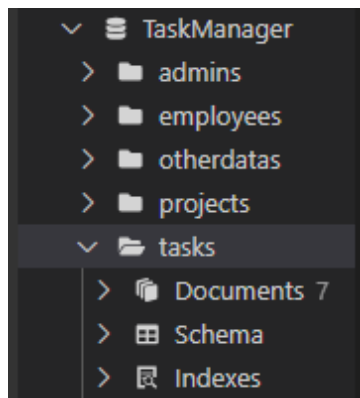 TaskManager
admins
employees
otherdatas
projects
tasks
Documents 7
Schema
Indexes